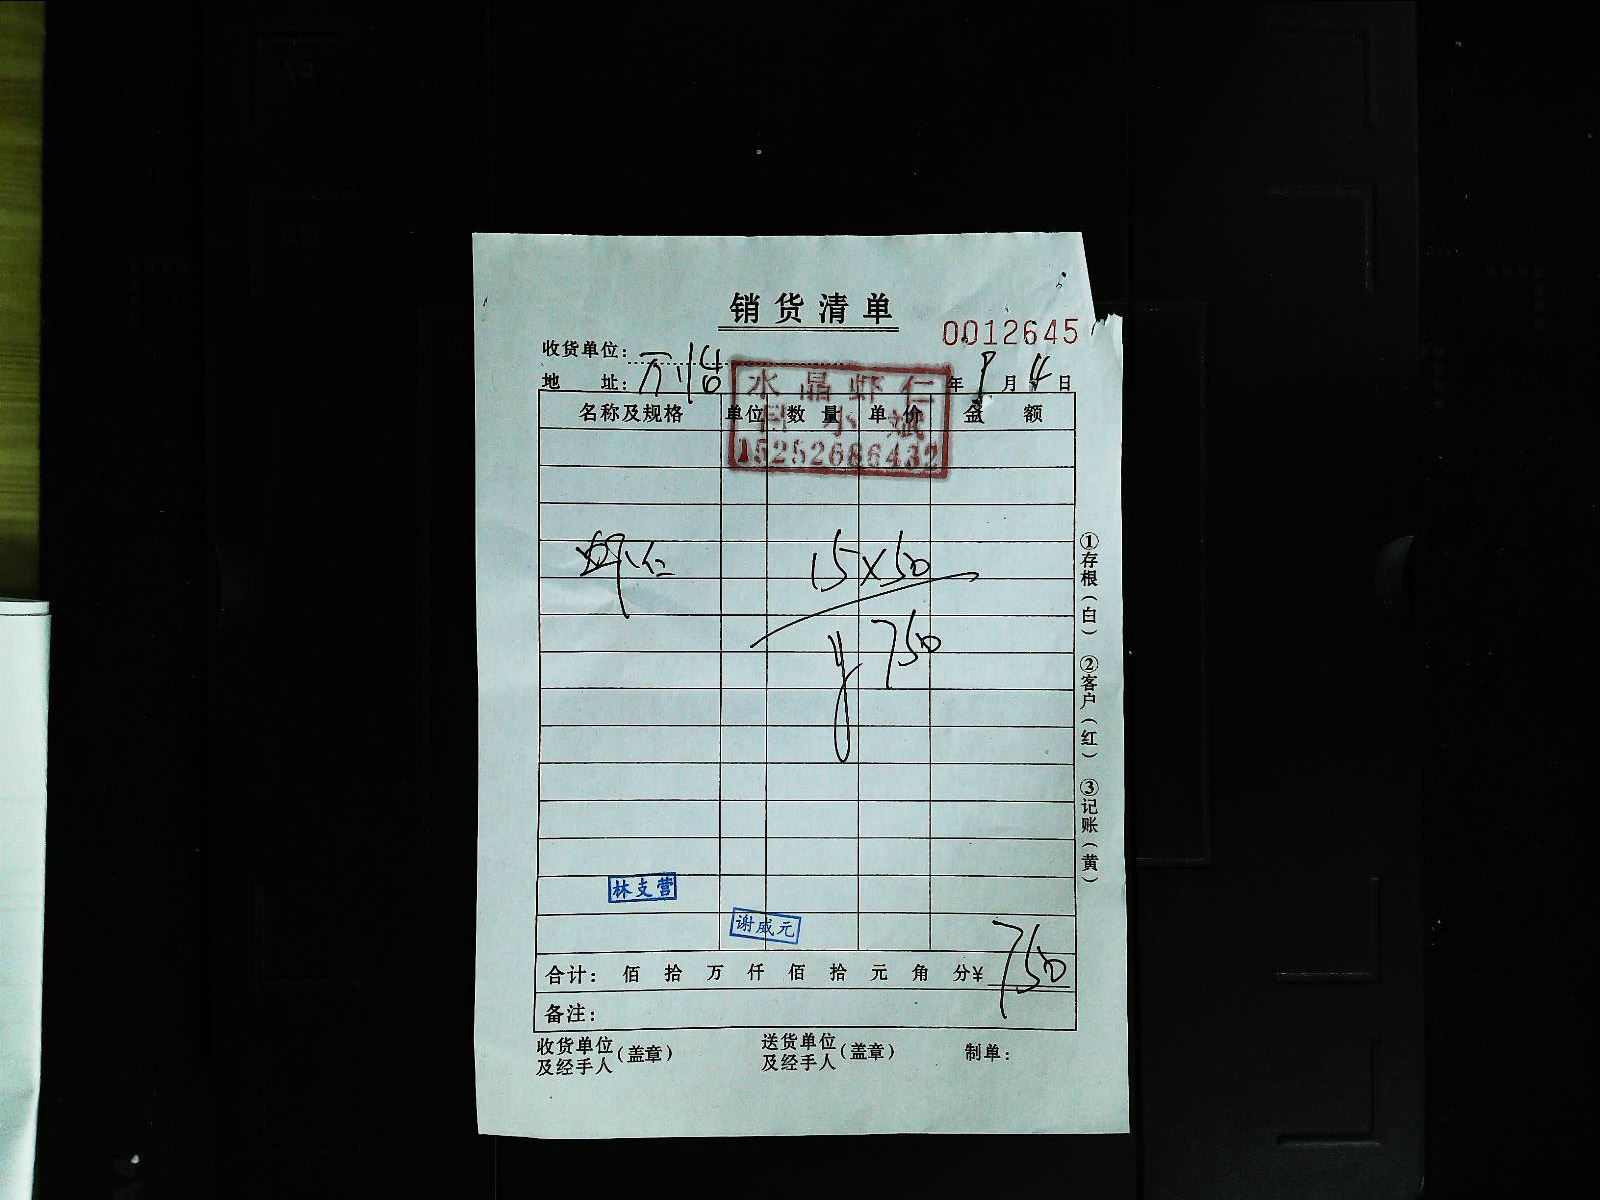 销货清单
0012645
收货单位：
地 址： 年 9月4日
水晶虾仁
小斌
15252686432
名称及规格 单位 数量 单价 金额
虾仁 15×50
¥750
林支营
谢威元
合计： 佰 拾 万 仟 佰 拾 元 角 分¥ 750
备注：
收货单位及经手人（盖章） 送货单位及经手人（盖章） 制单：
①存根（白） ②客户（红） ③记账（黄）